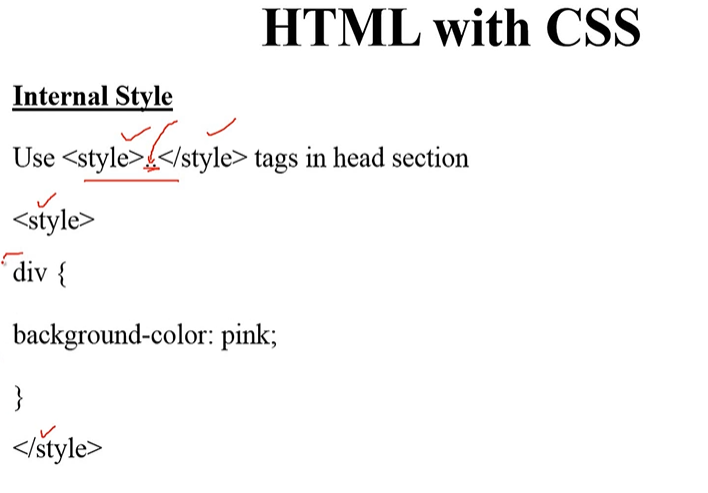 HTML with CSS
Internal Style
Use <style>..</style> tags in head section
<style>
div {
background-color: pink;
}
</style>